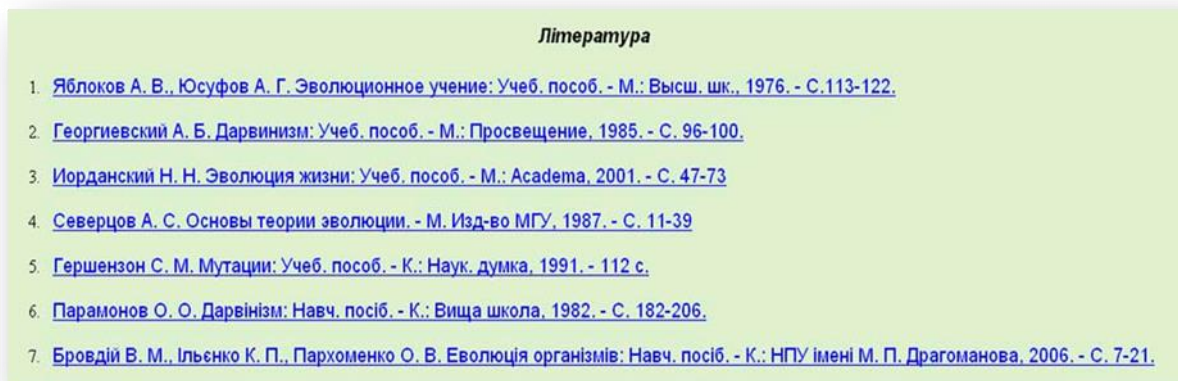 Література
1. Яблоков А. В., Юсуфов А. Г. Эволюционное учение: Учеб. пособ. - М.: Высш. шк., 1976. - С.113-122.
2. Георгиевский А. Б. Дарвинизм: Учеб. пособ. - М.: Просвещение, 1985. - С. 96-100.
3. Иорданский Н. Н. Эволюция жизни: Учеб. пособ. - М.: Academa, 2001. - С. 47-73
4. Северцов А. С. Основы теории эволюции. - М. Изд-во МГУ, 1987. - С. 11-39
5. Гершензон С. М. Мутации: Учеб. пособ. - К.: Наук. думка, 1991. - 112 с.
6. Парамонов О. О. Дарвінізм: Навч. посіб. - К.: Вища школа, 1982. - С. 182-206.
7. Бровдій В. М., Ільєнко К. П., Пархоменко О. В. Еволюція організмів: Навч. посіб. - К.: НПУ імені М. П. Драгоманова, 2006. - С. 7-21.